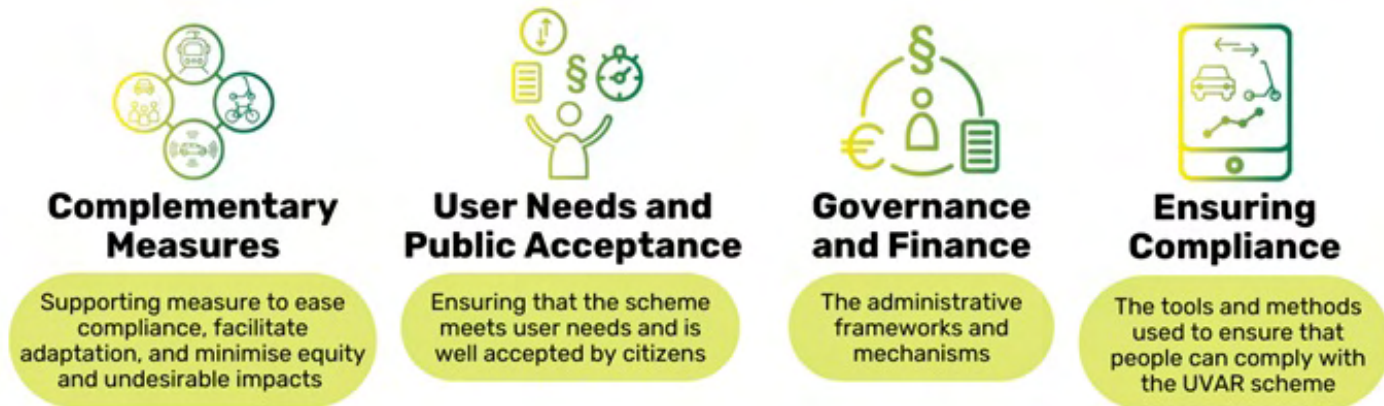 Complementary
Measures
Supporting measure to ease
compliance, facilitate
adaptation, and minimise equity
and undesirable impacts
User Needs and
Public Acceptance
Ensuring that the scheme
meets user needs and is
well accepted by citizens
§
§
€
Governance
and Finance
The administrative
frameworks and
mechanisms
Ensuring
Compliance
The tools and methods
used to ensure that
people can comply with
the UVAR scheme